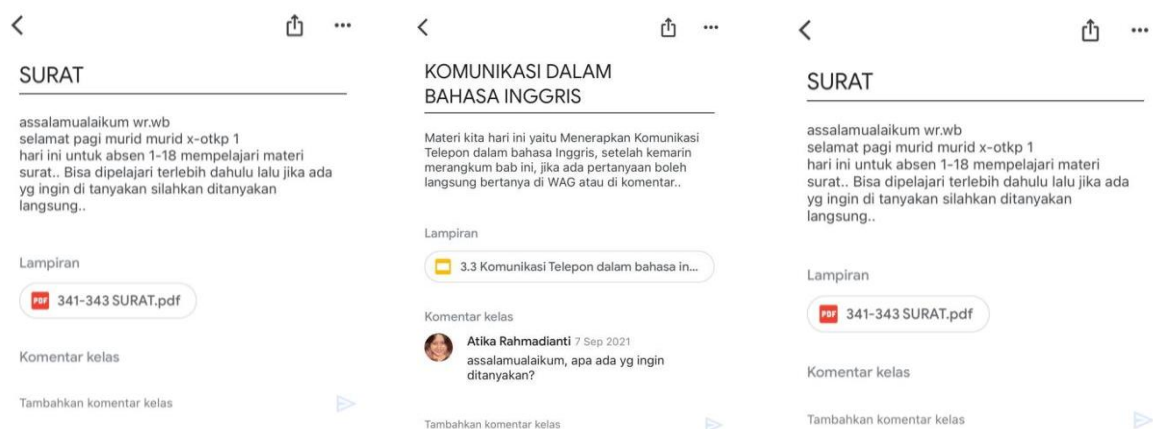 SURAT
assalamualaikum wr.wb
selamat pagi murid murid x-otkp 1
hari ini untuk absen 1-18 mempelajari materi
surat.. Bisa dipelajari terlebih dahulu lalu jika ada
yg ingin di tanyakan silahkan ditanyakan
langsung..
Lampiran
PDF 341-343 SURAT.pdf
Komentar kelas
Tambahkan komentar kelas
KOMUNIKASI DALAM
BAHASA INGGRIS
Materi kita hari ini yaitu Menerapkan Komunikasi
Telepon dalam bahasa Inggris, setelah kemarin
merangkum bab ini, jika ada pertanyaan boleh
langsung bertanya di WAG atau di komentar..
Lampiran
3.3 Komunikasi Telepon dalam bahasa in...
Komentar kelas
Atika Rahmadianti 7 Sep 2021
assalamualaikum, apa ada yg ingin
ditanyakan?
Tambahkan komentar kelas
SURAT
assalamualaikum wr.wb
selamat pagi murid murid x-otkp 1
hari ini untuk absen 1-18 mempelajari materi
surat.. Bisa dipelajari terlebih dahulu lalu jika ada
yg ingin di tanyakan silahkan ditanyakan
langsung..
Lampiran
PDF 341-343 SURAT.pdf
Komentar kelas
Tambahkan komentar kelas